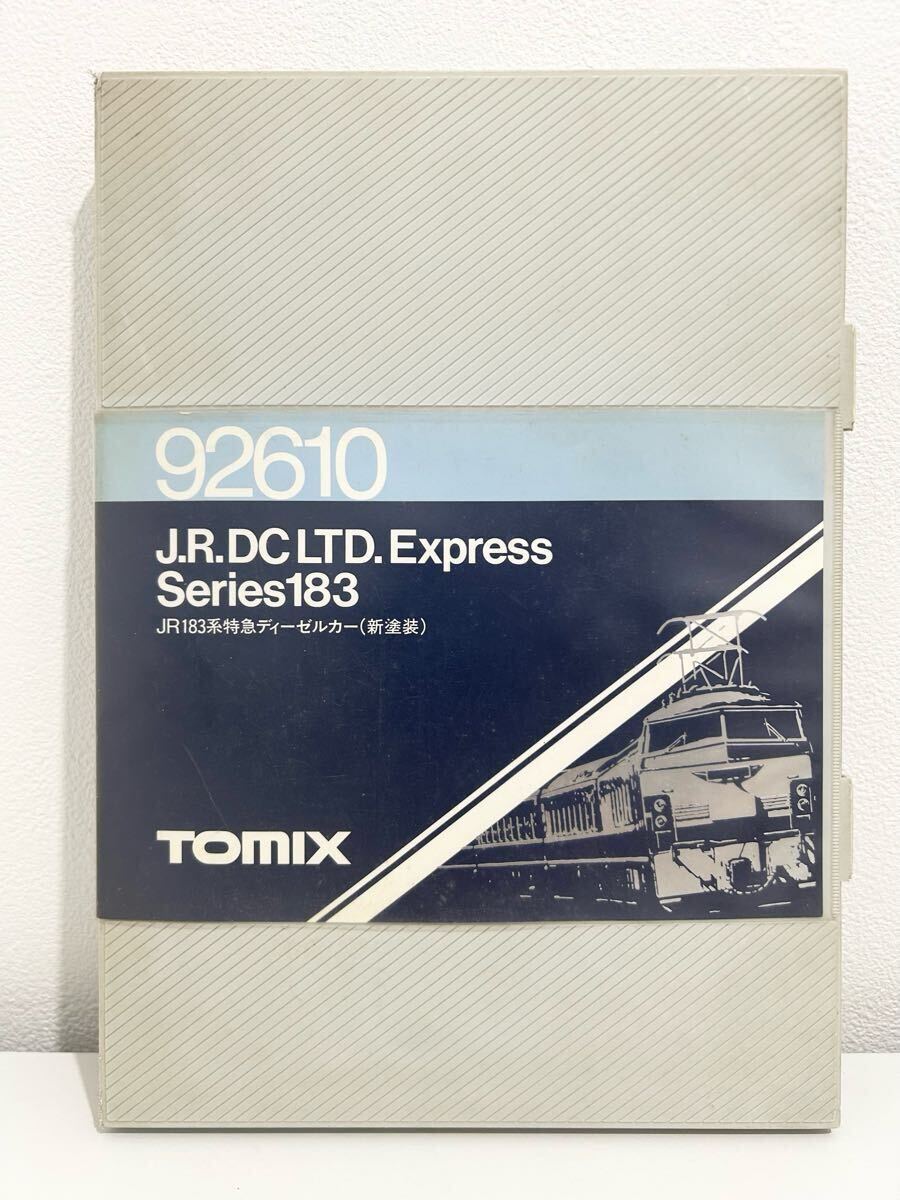 92610
J.R.DC LTD. Express
Series183
JR183系特急ディーゼルカー(新塗装)
TOMIX